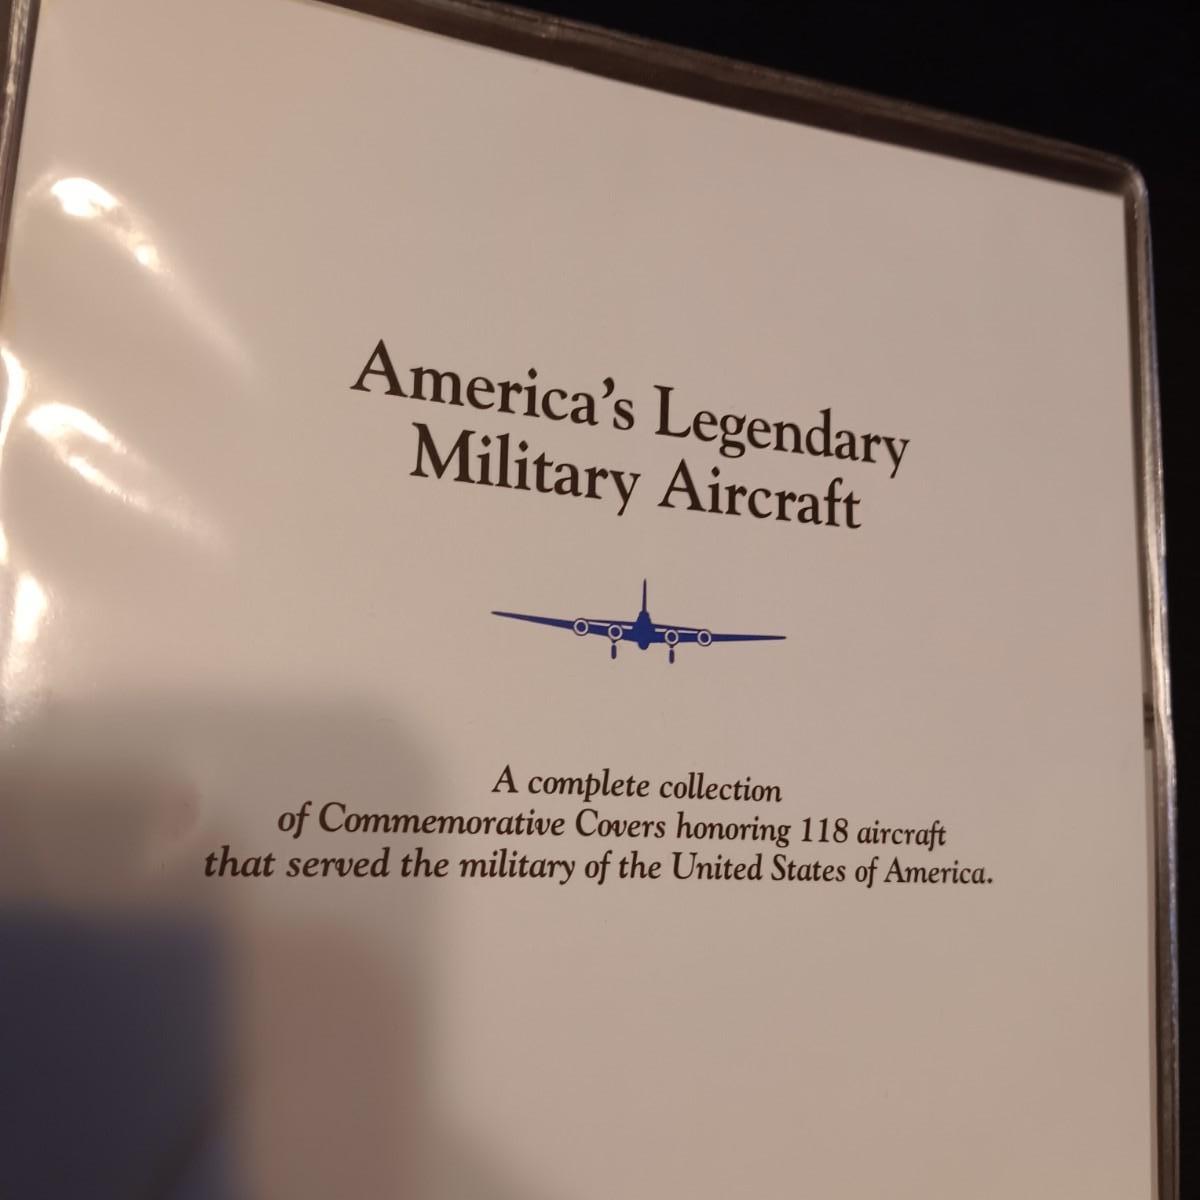 America's Legendary
Military Aircraft
A complete collection
of Commemorative Covers honoring 118 aircraft
that served the military of the United States of America.